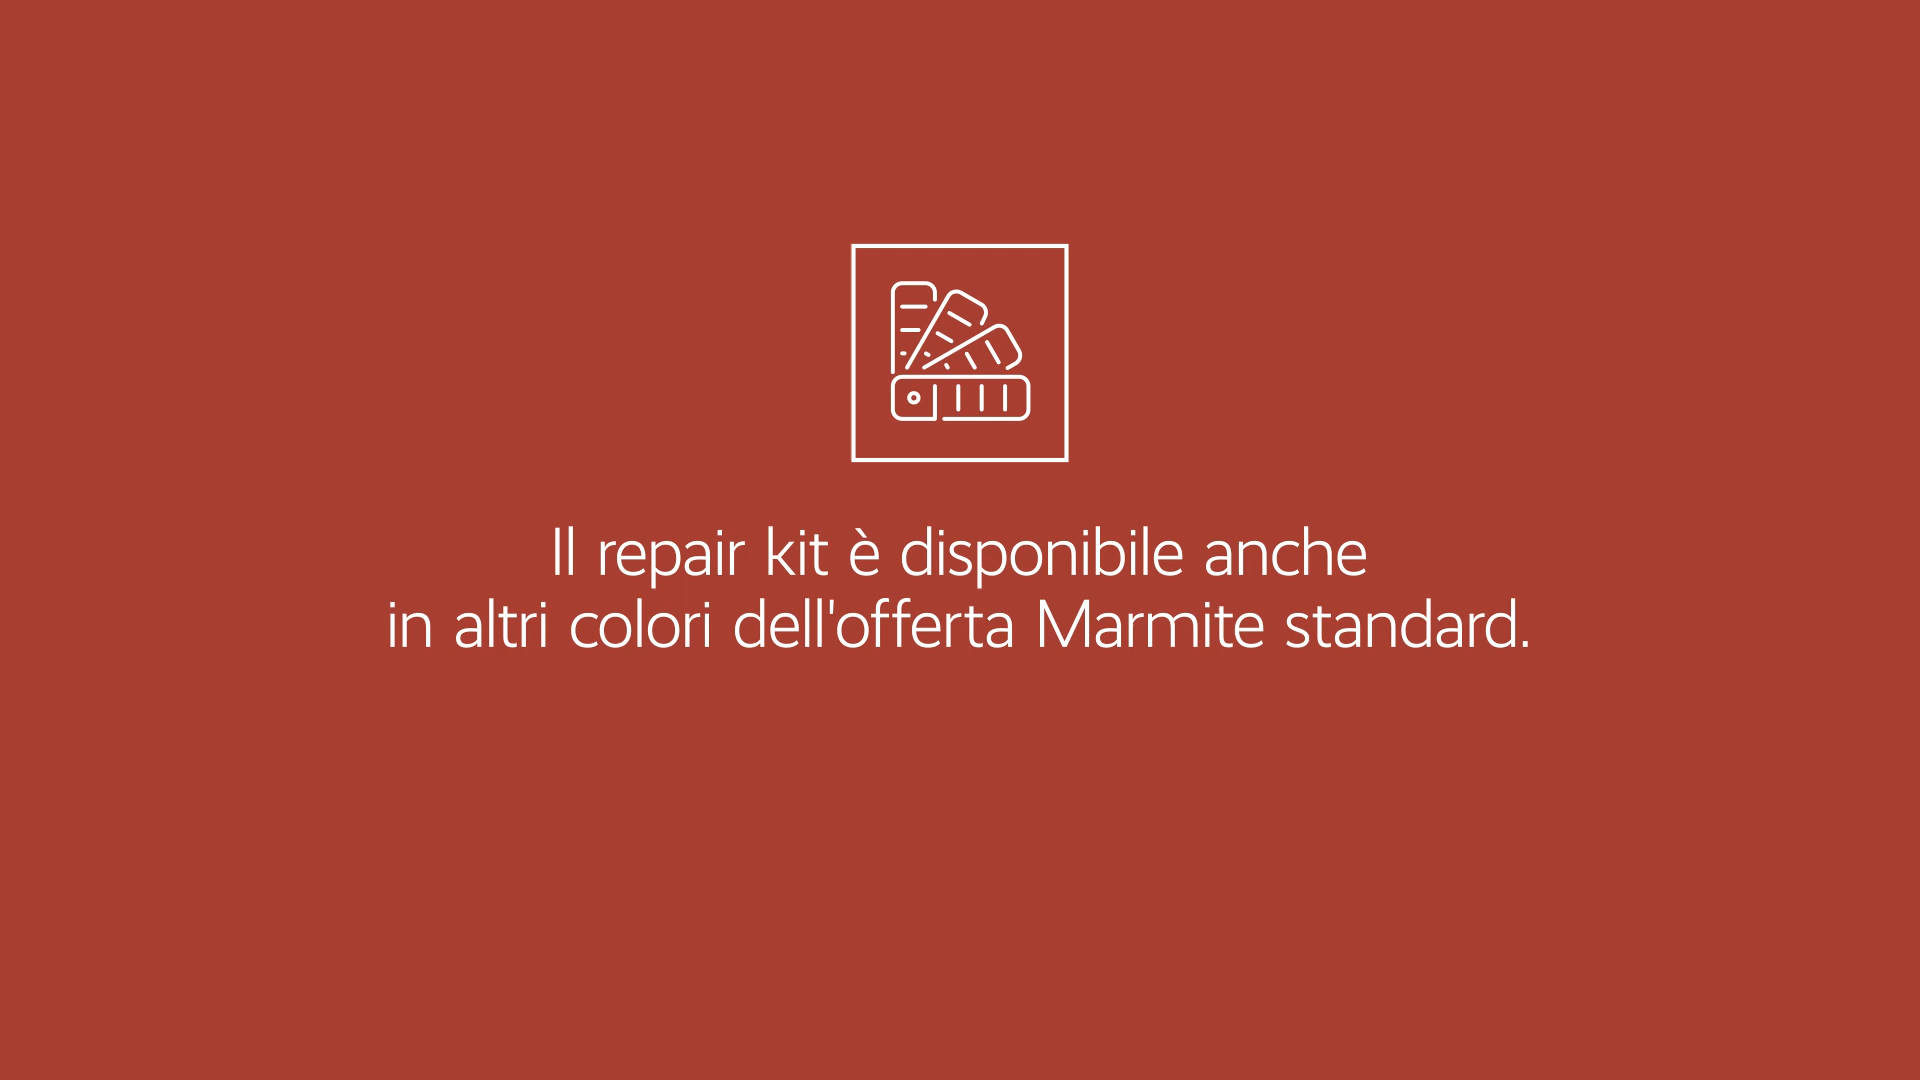 Il repair kit è disponibile anche
in altri colori dell'offerta Marmite standard.